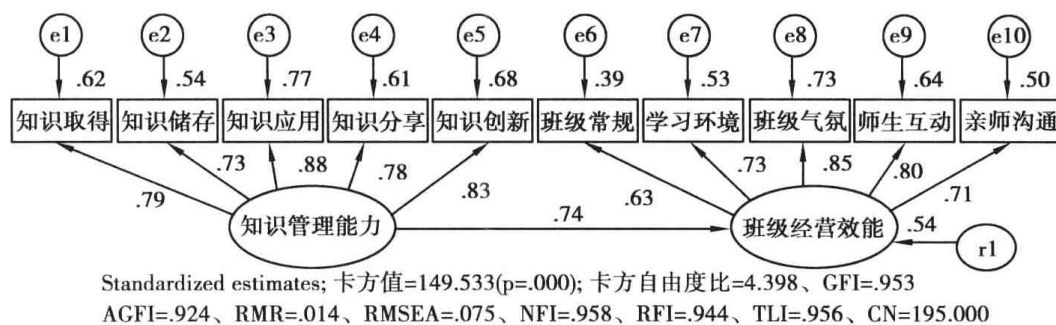 e1 e2 e3 e4 e5 e6 e7 e8 e9 e10
.62 .54 .77 .61 .68 .39 .53 .73 .64 .50
知识取得 知识储存 知识应用 知识分享 知识创新 班级常规 学习环境 班级气氛 师生互动 亲师沟通
.79 .73 .88 .78 .83 .63 .73 .85 .80 .71
知识管理能力 .74 班级经营效能 .54 r1
Standardized estimates; 卡方值=149.533(p=.000); 卡方自由度比=4.398、GFI=.953
AGFI=.924、RMR=.014、RMSEA=.075、NFI=.958、RFI=.944、TLI=.956、CN=195.000